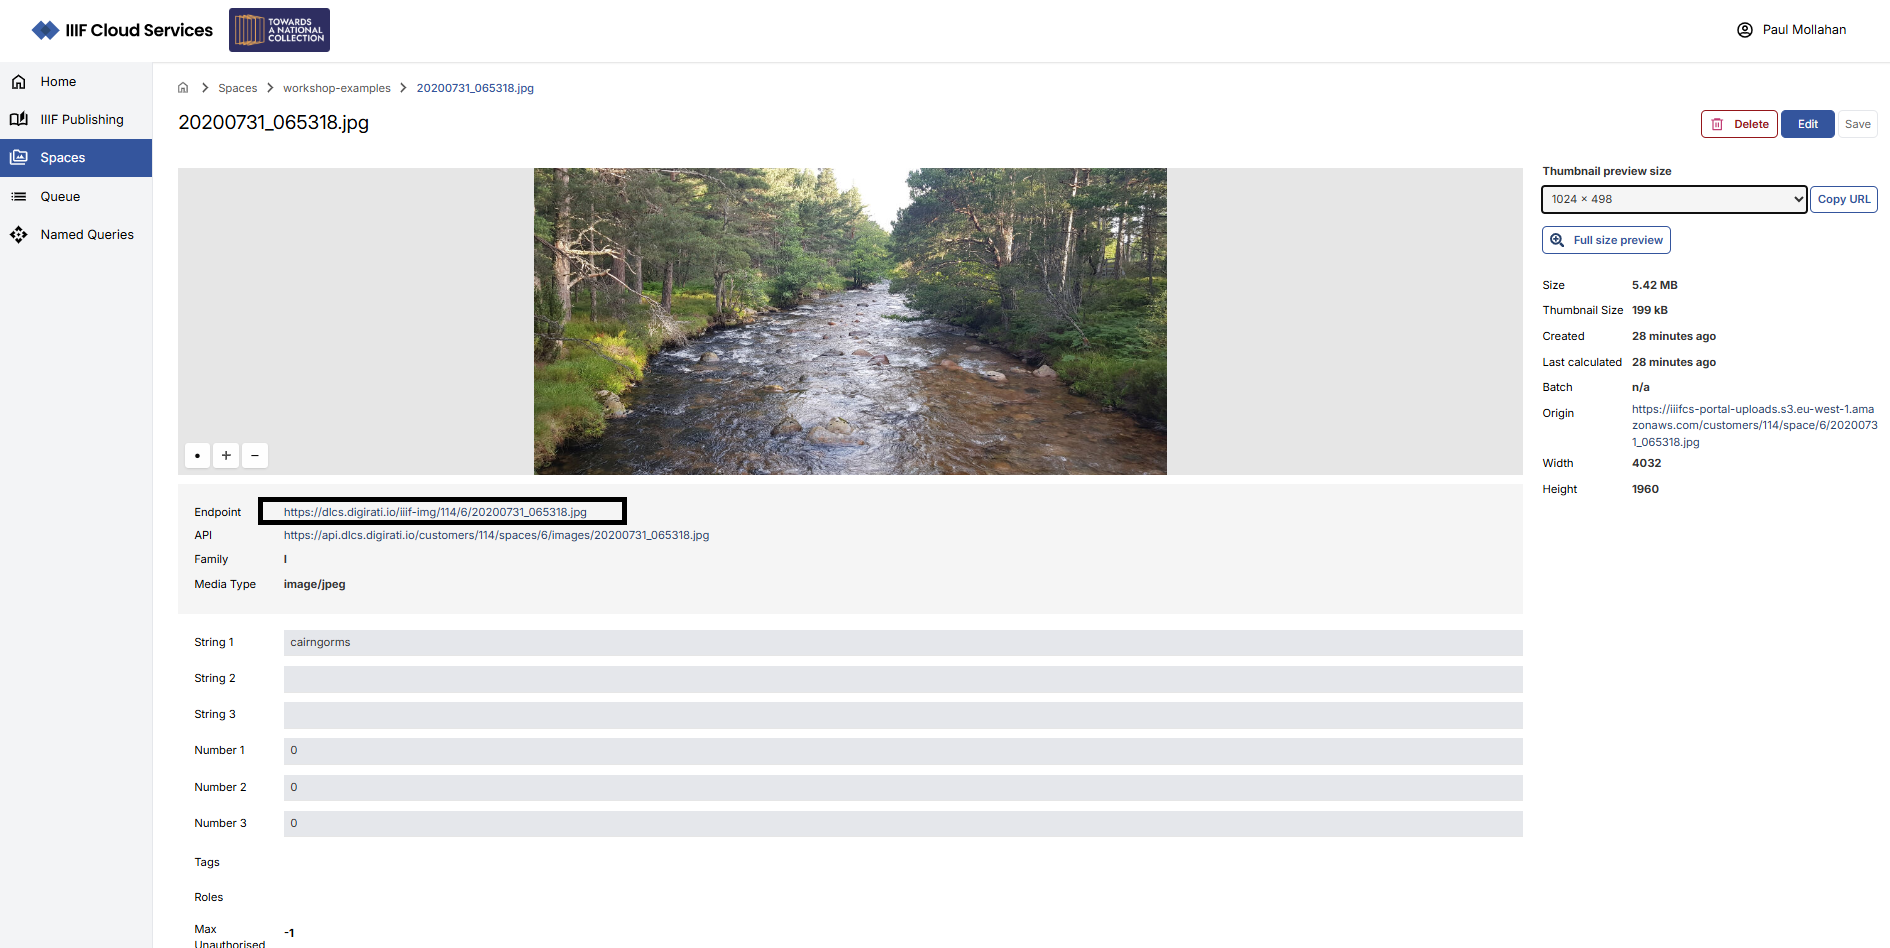 IIIF Cloud Services
TOWARDS
A NATIONAL
COLLECTION
Paul Mollahan
Home
IIIF Publishing
Spaces
Queue
Named Queries
Spaces workshop-examples 20200731_065318.jpg
20200731_065318.jpg
Delete Edit Save
Thumbnail preview size
1024 × 498 Copy URL
Full size preview
Size 5.42 MB
Thumbnail Size 199 kB
Created 28 minutes ago
Last calculated 28 minutes ago
Batch n/a
Origin https://iiifcs-portal-uploads.s3.eu-west-1.ama
zonaws.com/customers/114/space/6/2020073
1_065318.jpg
Width 4032
Height 1960
Endpoint https://dlcs.digirati.io/iiif-img/114/6/20200731_065318.jpg
API https://api.dlcs.digirati.io/customers/114/spaces/6/images/20200731_065318.jpg
Family I
Media Type image/jpeg
String 1 cairngorms
String 2
String 3
Number 1 0
Number 2 0
Number 3 0
Tags
Roles
Max -1
Unauthorised